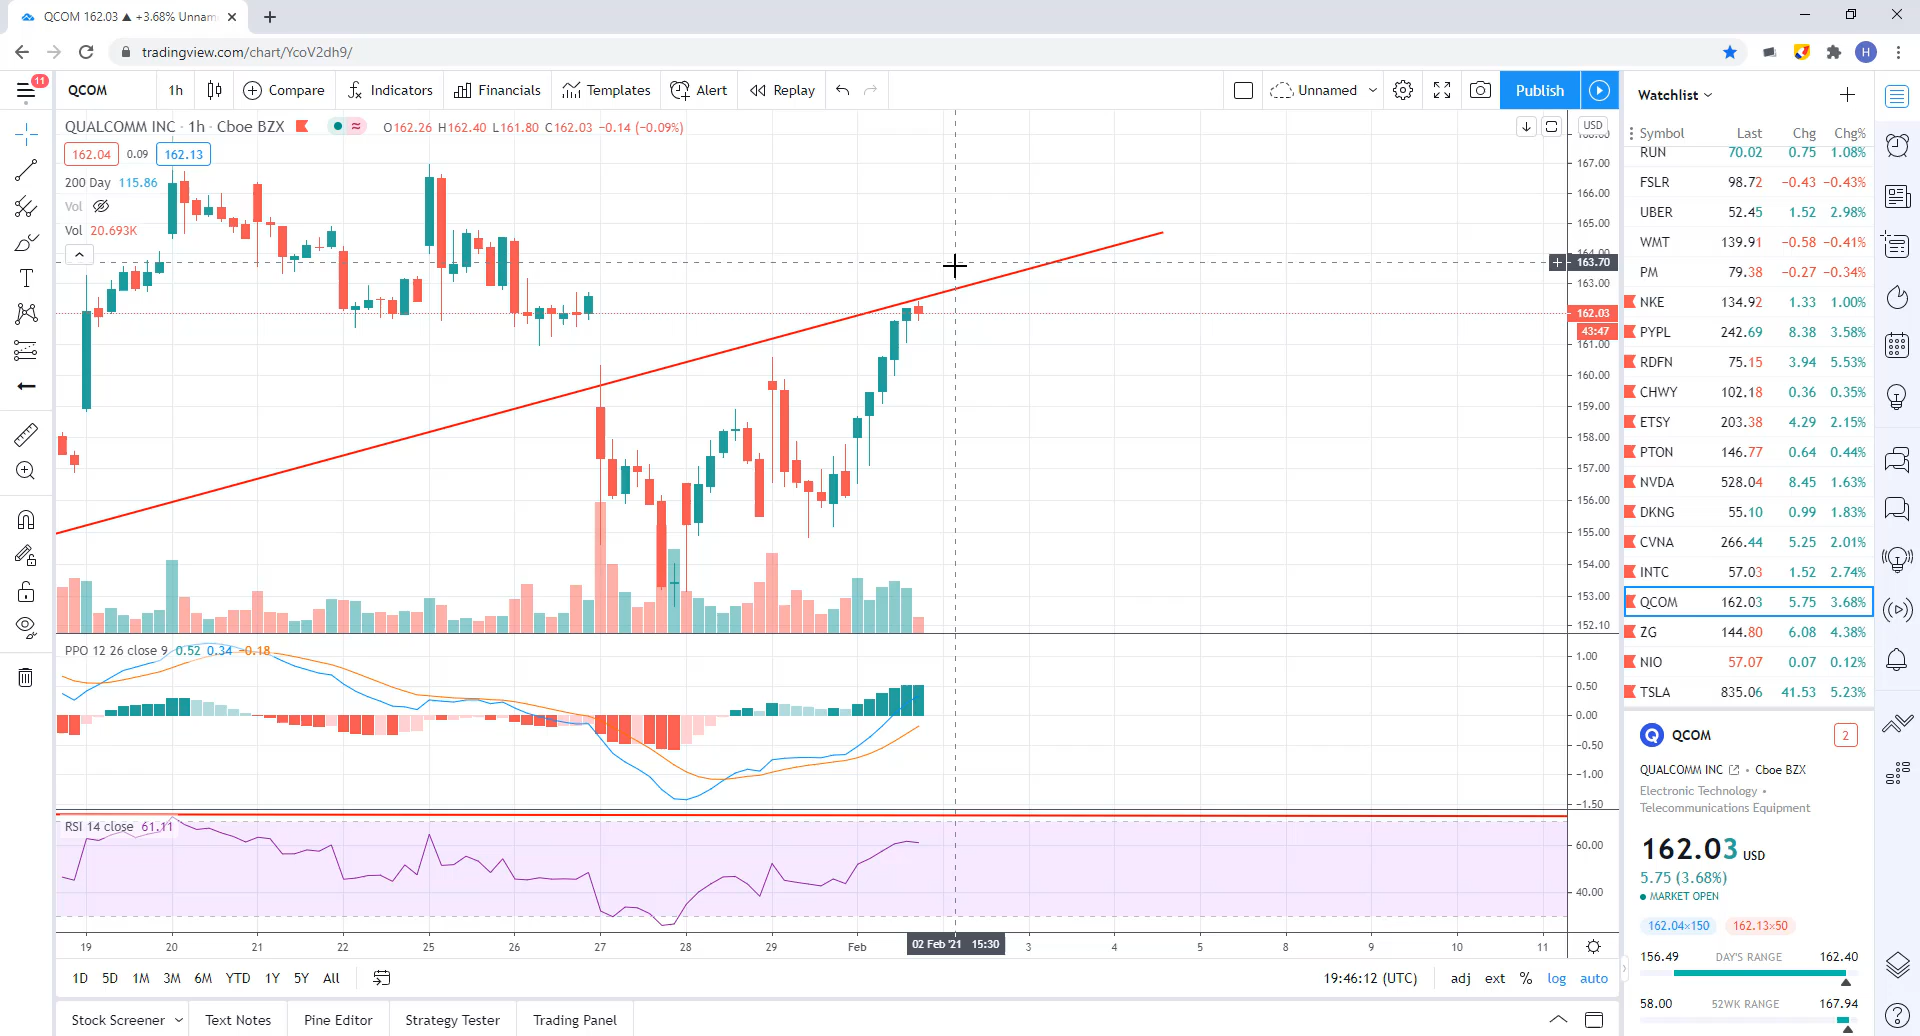 QCOM 162.03 ▲ +3.68% Unnam
tradingview.com/chart/YcoV2dh9/
H
11
QCOM 1h Compare Indicators Financials Templates Alert Replay Unnamed Publish
QUALCOMM INC · 1h · Cboe BZX O162.26 H162.40 L161.80 C162.03 −0.14 (−0.09%)
162.04 0.09 162.13
200 Day 115.86
Vol
Vol 20.693K
USD
168.00
167.00
166.00
165.00
164.00
163.70
163.00
162.03
43:47
161.00
160.00
159.00
158.00
157.00
156.00
155.00
154.00
153.00
152.10
PPO 12 26 close 9 0.52 0.34 −0.18
1.00
0.50
0.00
−0.50
−1.00
−1.50
RSI 14 close 61.11
60.00
40.00
19 20 21 22 25 26 27 28 29 Feb 02 Feb '21 15:30 3 4 5 8 9 10 11
1D 5D 1M 3M 6M YTD 1Y 5Y All 19:46:12 (UTC) adj ext % log auto
Stock Screener Text Notes Pine Editor Strategy Tester Trading Panel
Watchlist
Symbol Last Chg Chg%
RUN 70.02 0.75 1.08%
FSLR 98.72 −0.43 −0.43%
UBER 52.45 1.52 2.98%
WMT 139.91 −0.58 −0.41%
PM 79.38 −0.27 −0.34%
NKE 134.92 1.33 1.00%
PYPL 242.69 8.38 3.58%
RDFN 75.15 3.94 5.53%
CHWY 102.18 0.36 0.35%
ETSY 203.38 4.29 2.15%
PTON 146.77 0.64 0.44%
NVDA 528.04 8.45 1.63%
DKNG 55.10 0.99 1.83%
CVNA 266.44 5.25 2.01%
INTC 57.03 1.52 2.74%
QCOM 162.03 5.75 3.68%
ZG 144.80 6.08 4.38%
NIO 57.07 0.07 0.12%
TSLA 835.06 41.53 5.23%
QCOM 2
QUALCOMM INC • Cboe BZX
Electronic Technology •
Telecommunications Equipment
162.03 USD
5.75 (3.68%)
● MARKET OPEN
162.04×150 162.13×50
156.49 DAY'S RANGE 162.40
58.00 52WK RANGE 167.94